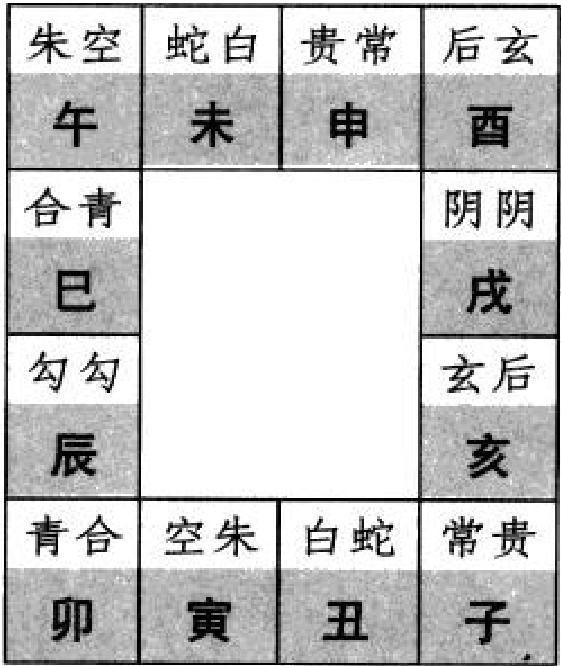 朱空 蛇白 贵常 后玄
午 未 申 酉
合青 阴阴
巳 戌
勾勾 玄后
辰 亥
青合 空朱 白蛇 常贵
卯 寅 丑 子